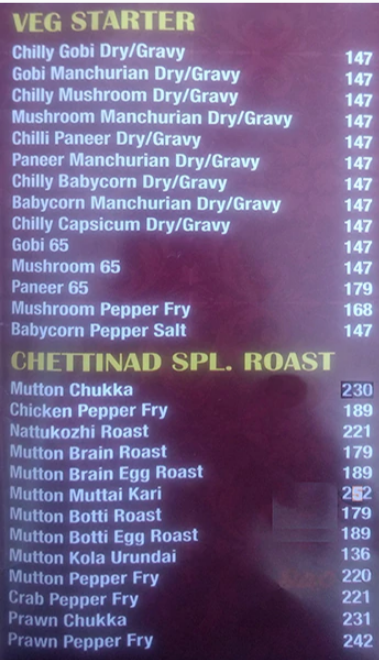 VEG STARTER
Chilly Gobi Dry/Gravy 147
Gobi Manchurian Dry/Gravy 147
Chilly Mushroom Dry/Gravy 147
Mushroom Manchurian Dry/Gravy 147
Chilli Paneer Dry/Gravy 147
Paneer Manchurian Dry/Gravy 147
Chilly Babycorn Dry/Gravy 147
Babycorn Manchurian Dry/Gravy 147
Chilly Capsicum Dry/Gravy 147
Gobi 65 147
Mushroom 65 147
Paneer 65 179
Mushroom Pepper Fry 168
Babycorn Pepper Salt 147
CHETTINAD SPL. ROAST
Mutton Chukka 230
Chicken Pepper Fry 189
Nattukozhi Roast 221
Mutton Brain Roast 179
Mutton Brain Egg Roast 189
Mutton Muttai Kari
Mutton Botti Roast 179
Mutton Botti Egg Roast 189
Mutton Kola Urundai 136
Mutton Pepper Fry 220
Crab Pepper Fry 221
Prawn Chukka 231
Prawn Pepper Fry 242